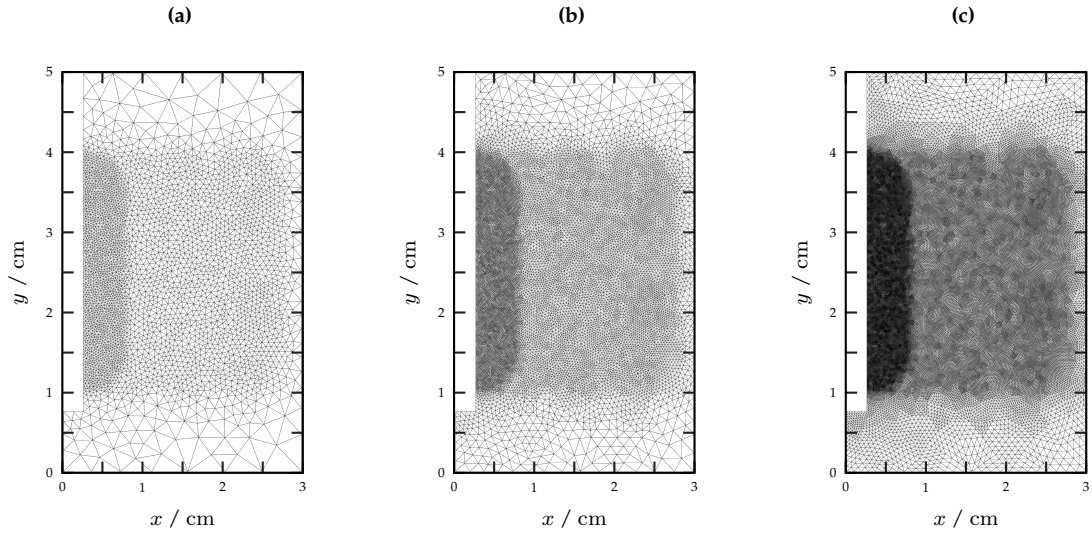 (a) (b) (c)
5 5 5
4 4 4
3 3 3
y / cm y / cm y / cm
2 2 2
1 1 1
0 0 0
0 1 2 3 0 1 2 3 0 1 2 3
x / cm x / cm x / cm